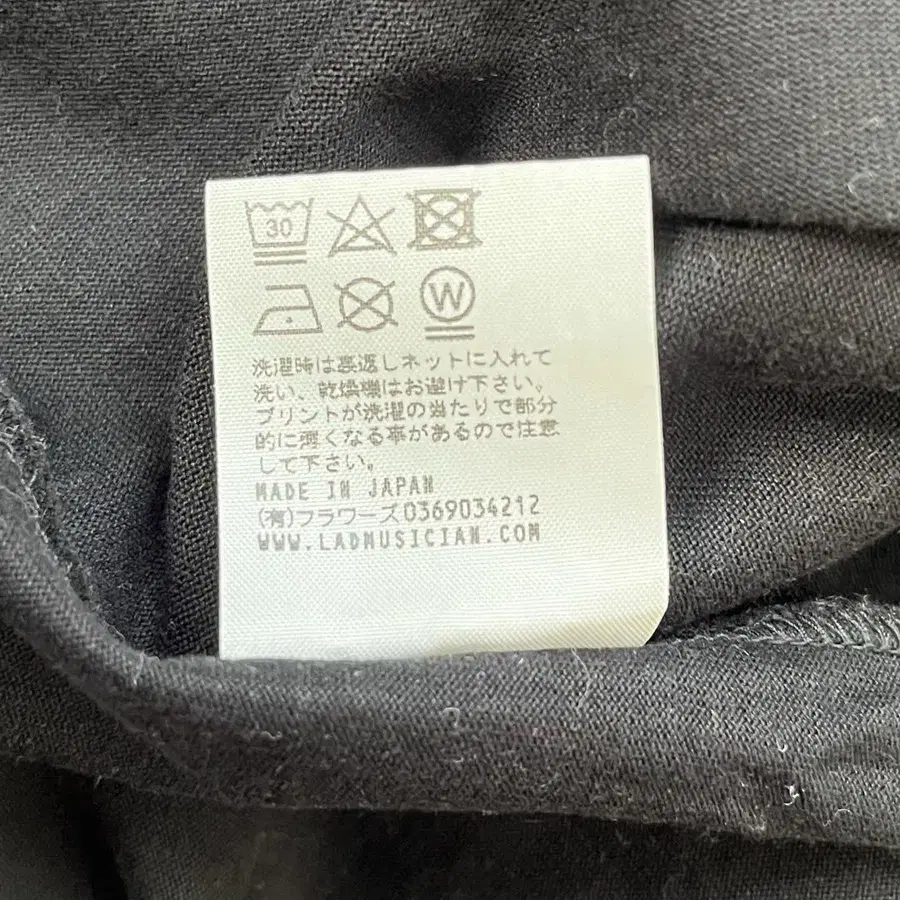 30
W
洗濯時は裏返しネットに入れて
洗い、乾燥機はお避け下さい。
プリントが洗濯の当たりで部分
的に薄くなる事があるので注意
して下さい。
MADE IN JAPAN
(有)フラワーズ0369034212
WWW.LADMUSICIAN.COM